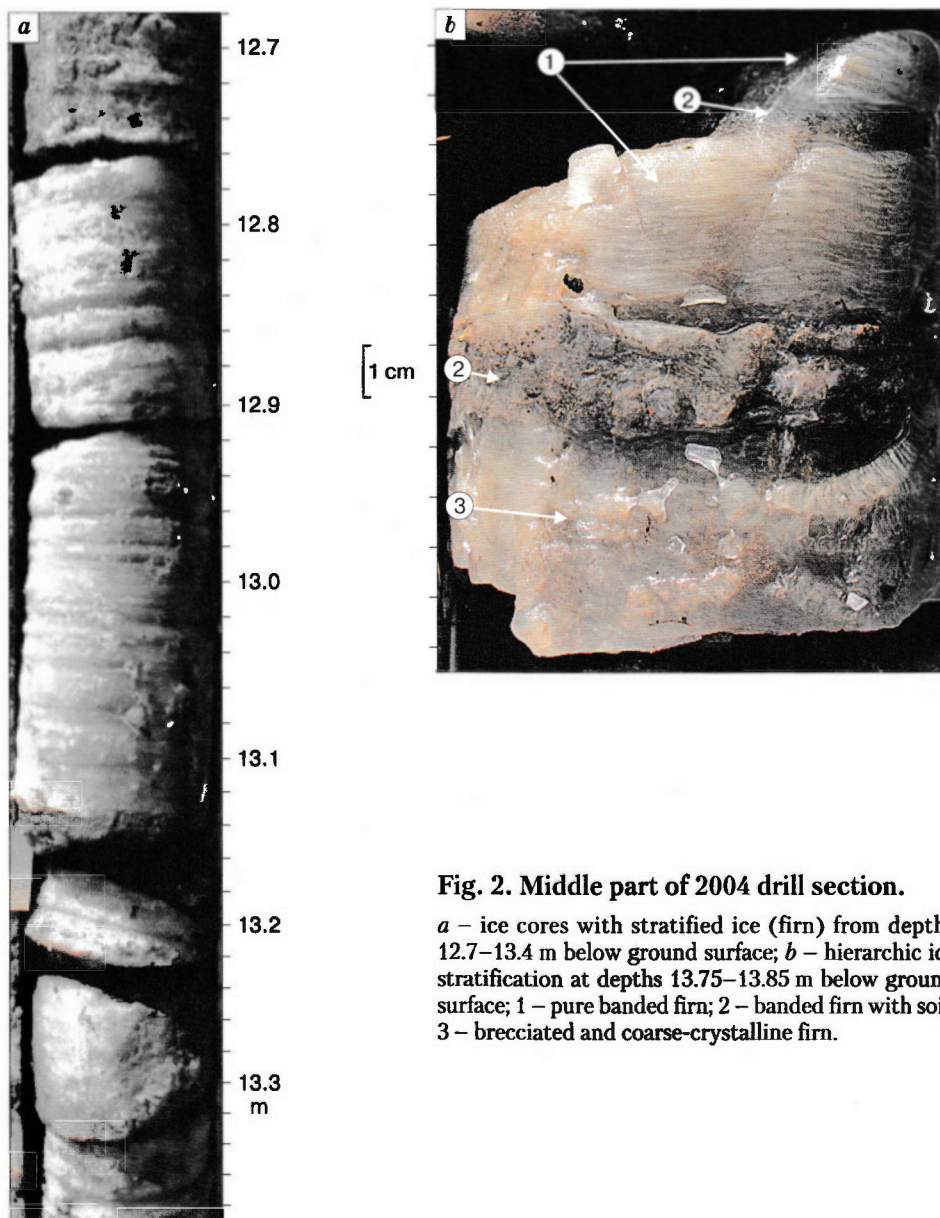 a
12.7
12.8
12.9
13.0
13.1
13.2
13.3
m
b
1
2
1 cm
2
3
Fig. 2. Middle part of 2004 drill section.
a – ice cores with stratified ice (firn) from depth
12.7–13.4 m below ground surface; b – hierarchic ic
stratification at depths 13.75–13.85 m below groun
surface; 1 – pure banded firn; 2 – banded firn with soi
3 – brecciated and coarse-crystalline firn.